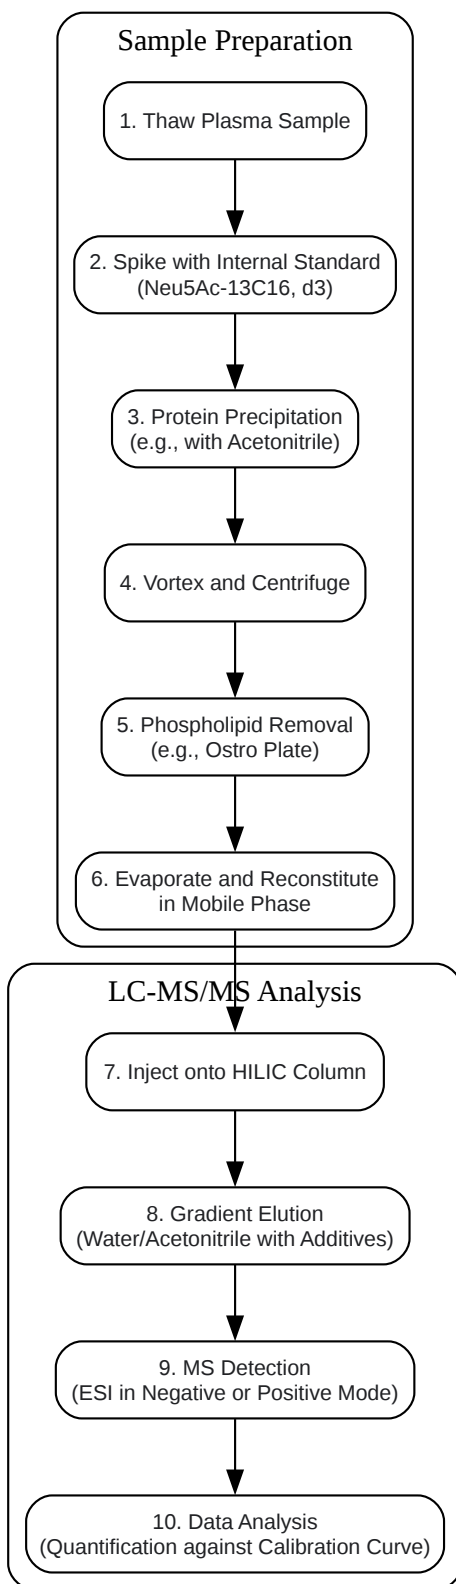 Sample Preparation
1. Thaw Plasma Sample
2. Spike with Internal Standard
(Neu5Ac-13C16, d3)
3. Protein Precipitation
(e.g., with Acetonitrile)
4. Vortex and Centrifuge
5. Phospholipid Removal
(e.g., Ostro Plate)
6. Evaporate and Reconstitute
in Mobile Phase
LC-MS/MS Analysis
7. Inject onto HILIC Column
8. Gradient Elution
(Water/Acetonitrile with Additives)
9. MS Detection
(ESI in Negative or Positive Mode)
10. Data Analysis
(Quantification against Calibration Curve)